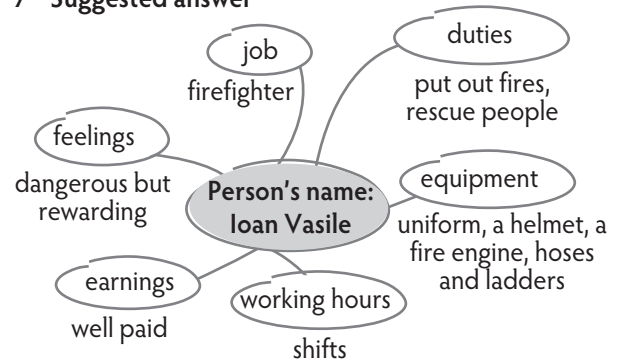 7 Suggested answer
job
firefighter
duties
put out fires,
rescue people
feelings
dangerous but
rewarding
Person's name:
Ioan Vasile
equipment
uniform, a helmet, a
fire engine, hoses
and ladders
earnings
well paid
working hours
shifts